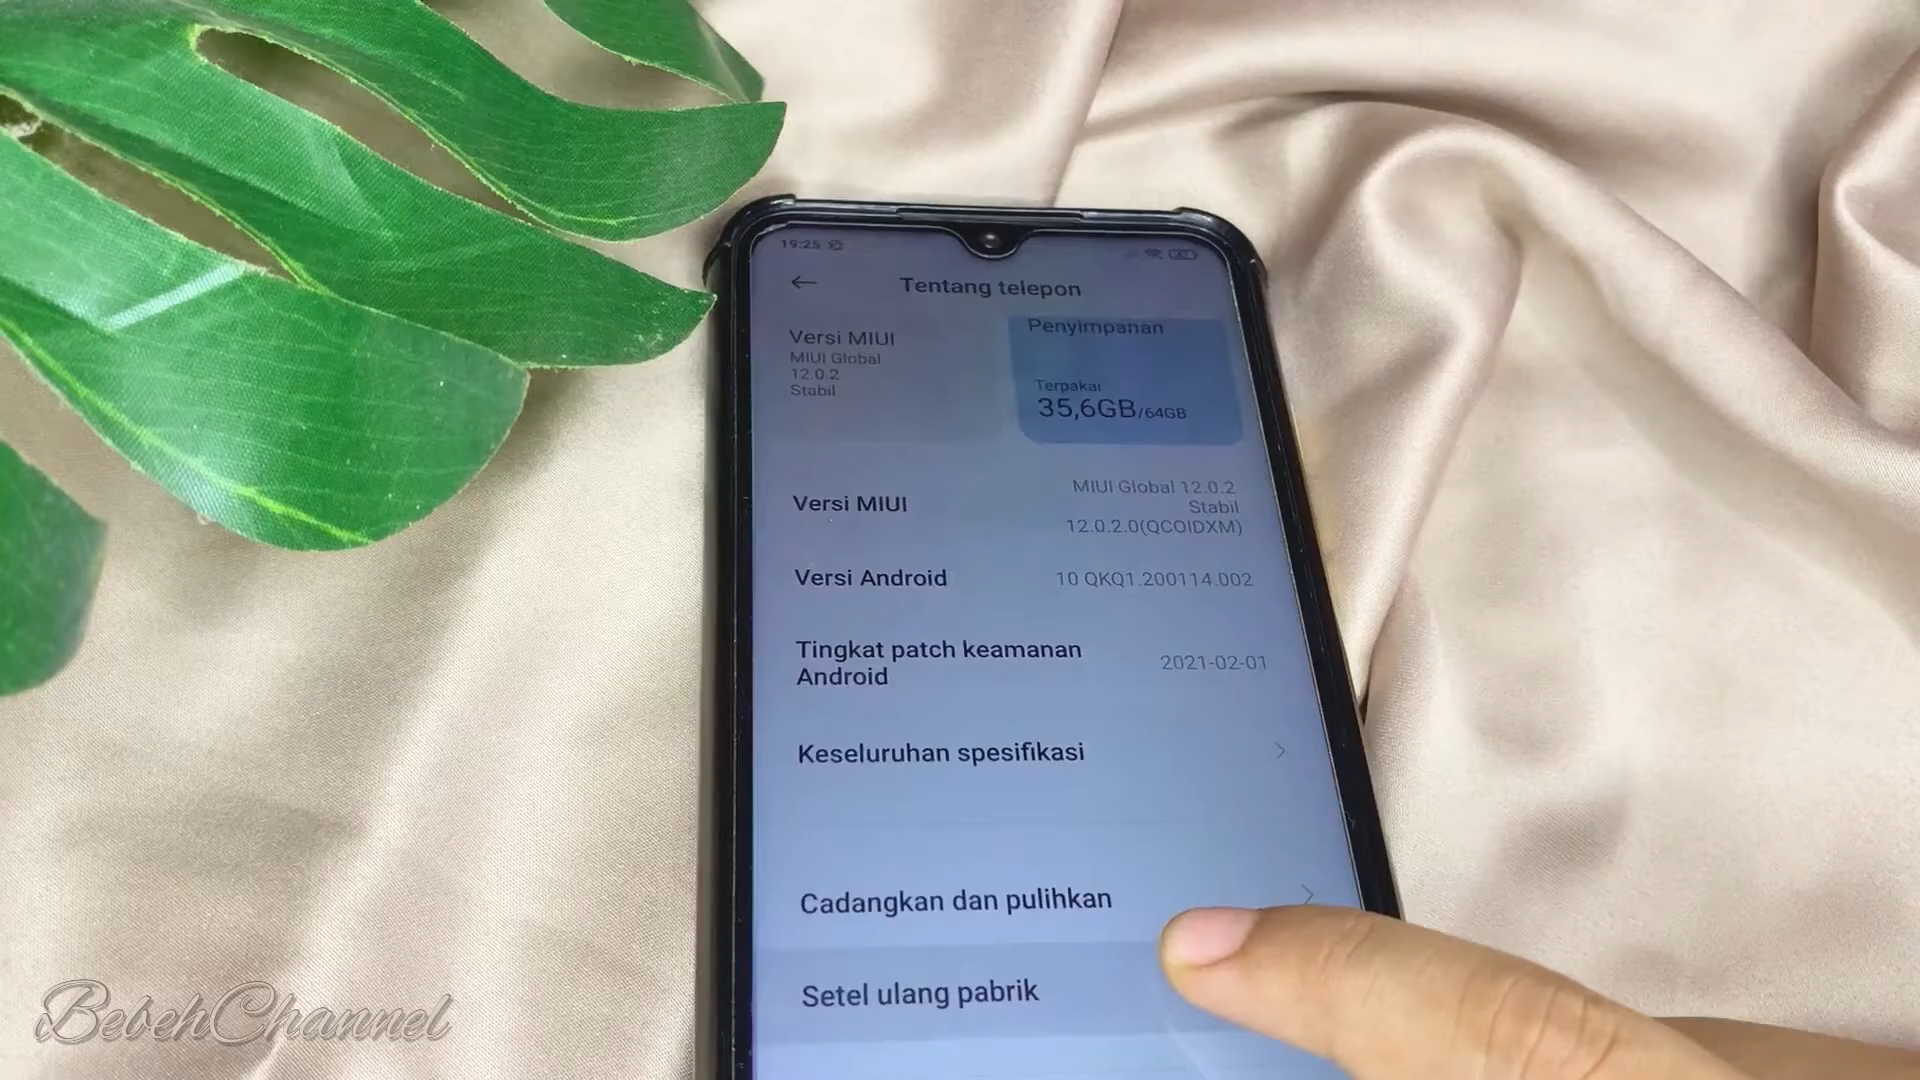 19:25
Tentang telepon
Versi MIUI
MIUI Global
12.0.2
Stabil
Penyimpanan
Terpakai
35,6GB/64GB
Versi MIUI
MIUI Global 12.0.2
Stabil
12.0.2.0(QCOIDXM)
Versi Android
10 QKQ1.200114.002
Tingkat patch keamanan
Android
2021-02-01
Keseluruhan spesifikasi
Cadangkan dan pulihkan
Setel ulang pabrik
BebehChannel